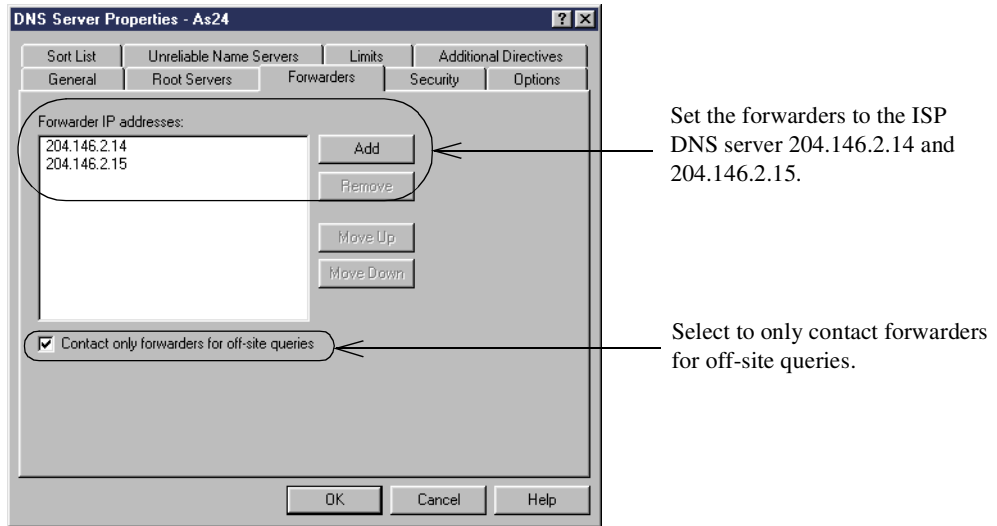 DNS Server Properties - As24
Sort List
Unreliable Name Servers
Limits
Additional Directives
General
Root Servers
Forwarders
Security
Options
Forwarder IP addresses:
204.146.2.14
204.146.2.15
Add
Remove
Move Up
Move Down
Contact only forwarders for off-site queries
OK
Cancel
Help
Set the forwarders to the ISP
DNS server 204.146.2.14 and
204.146.2.15.
Select to only contact forwarders
for off-site queries.